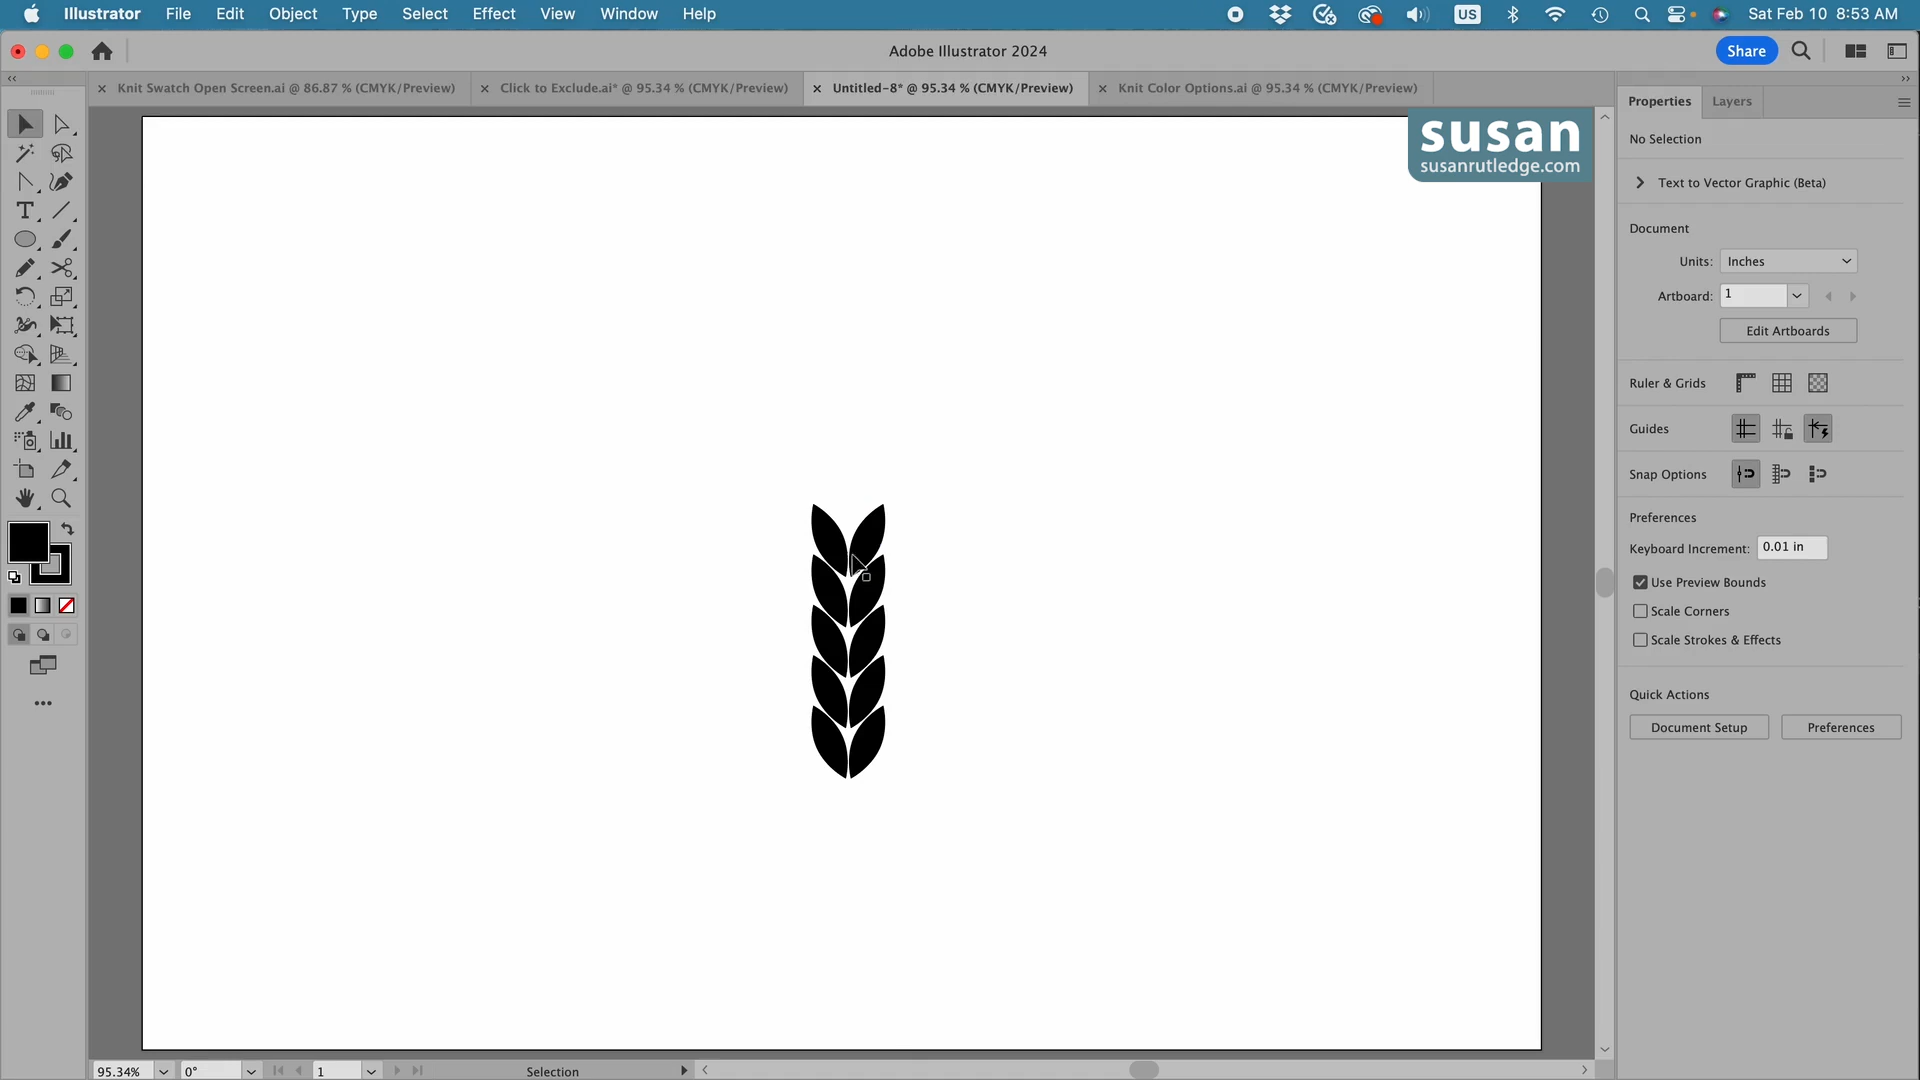 Illustrator File Edit Object Type Select Effect View Window Help US Sat Feb 10 8:53 AM
Adobe Illustrator 2024 Share
Knit Swatch Open Screen.ai @ 86.87 % (CMYK/Preview) Click to Exclude.ai* @ 95.34 % (CMYK/Preview) Untitled-8* @ 95.34 % (CMYK/Preview) Knit Color Options.ai @ 95.34 % (CMYK/Preview)
Properties Layers
susan
susanrutledge.com
No Selection
Text to Vector Graphic (Beta)
Document
Units: Inches
Artboard: 1
Edit Artboards
Ruler & Grids
Guides
Snap Options
Preferences
Keyboard Increment: 0.01 in
Use Preview Bounds
Scale Corners
Scale Strokes & Effects
Quick Actions
Document Setup Preferences
95.34% 0° 1 Selection